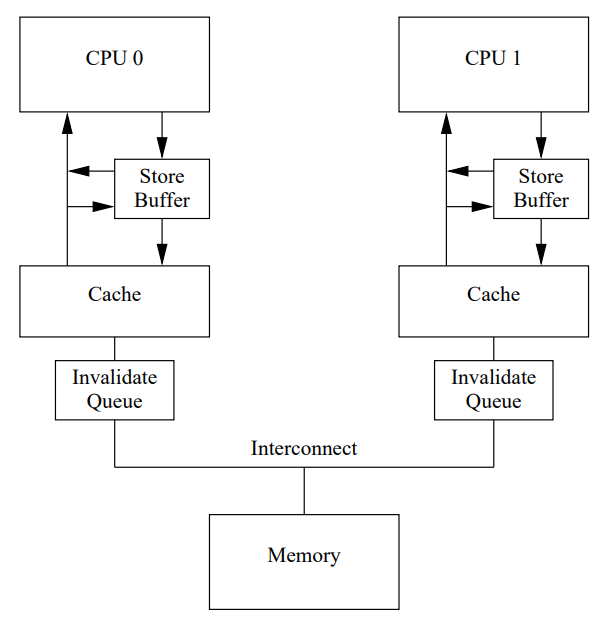 CPU 0
CPU 1
Store
Buffer
Store
Buffer
Cache
Cache
Invalidate
Queue
Invalidate
Queue
Interconnect
Memory